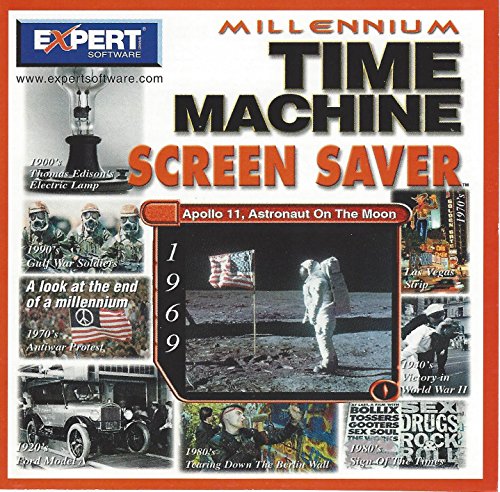 EXPERT
SOFTWARE
www.expertsoftware.com
MILLENNIUM
TIME
MACHINE
SCREEN SAVER™
1900's
Thomas Edison's
Electric Lamp
Apollo 11, Astronaut On The Moon
1969
1990's
Gulf War Soldiers
1970's
Las Vegas
Strip
A look at the end
of a millennium
1970's
Antiwar Protest
1940's
Victory in
World War II
1920's
Ford Model A
1980's
Tearing Down The Berlin Wall
BOLLIX
TOSSERS
GOOTERS
SEX SOUL
SEX
DRUGS
ROCK &
ROLL
1980's
Sign Of The Times